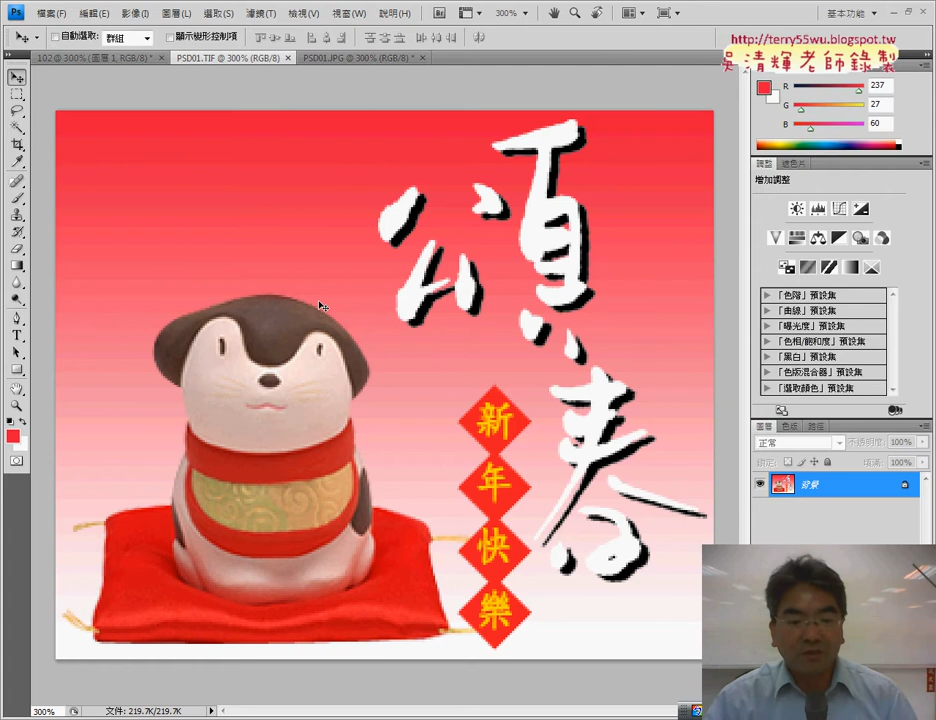 Ps 檔案(F) 編輯(E) 影像(I) 圖層(L) 選取(S) 濾鏡(T) 檢視(V) 視窗(W) 說明(H) Br 300% 基本功能
自動選取: 群組 顯示變形控制項
http://terry55wu.blogspot.tw
吳清輝老師錄製
102 @ 300% (圖層 1, RGB/8) * PSD01.TIF @ 300% (RGB/8) PSD01.JPG @ 300% (RGB/8) *
R 237
G 27
B 60
調整 遮色片
增加調整
「色階」預設集
「曲線」預設集
「曝光度」預設集
「色相/飽和度」預設集
「黑白」預設集
「色版混合器」預設集
「選取顏色」預設集
圖層 色版 路徑
正常 不透明度: 100%
鎖定: 填滿: 100%
背景
頌春
新年快樂
300% 文件: 219.7K/219.7K